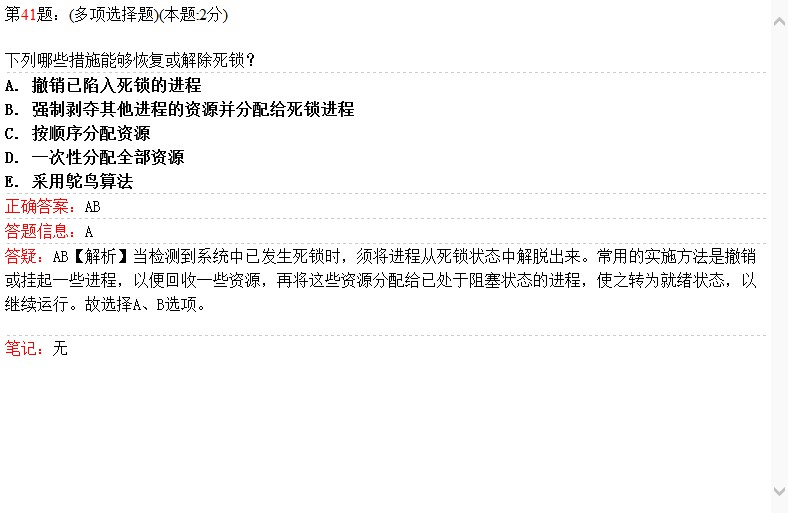 第41题：(多项选择题)(本题:2分)
下列哪些措施能够恢复或解除死锁？
A. 撤销已陷入死锁的进程
B. 强制剥夺其他进程的资源并分配给死锁进程
C. 按顺序分配资源
D. 一次性分配全部资源
E. 采用鸵鸟算法
正确答案：AB
答题信息：A
答疑：AB【解析】当检测到系统中已发生死锁时，须将进程从死锁状态中解脱出来。常用的实施方法是撤销
或挂起一些进程，以便回收一些资源，再将这些资源分配给已处于阻塞状态的进程，使之转为就绪状态，以
继续运行。故选择A、B选项。
笔记：无